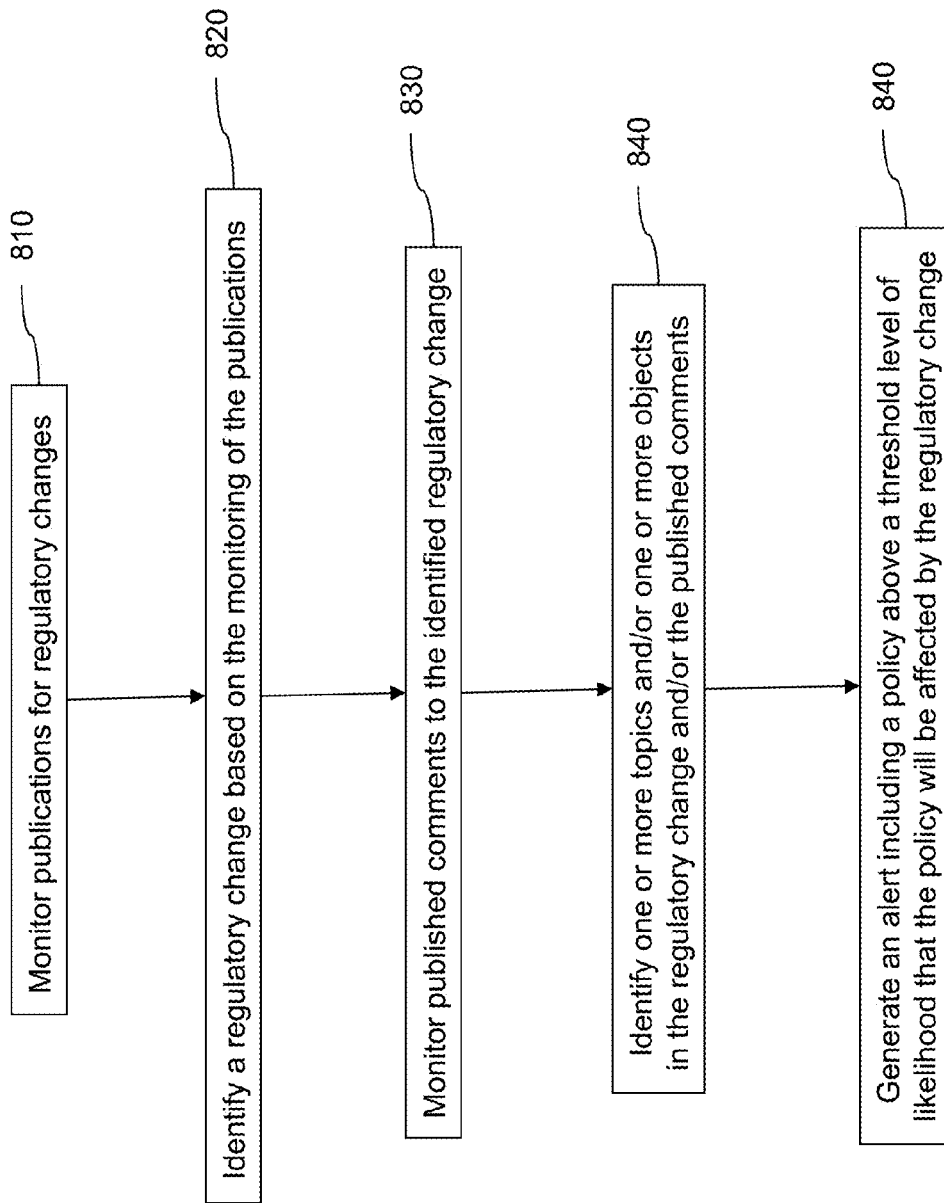 810
Monitor publications for regulatory changes
820
Identify a regulatory change based on the monitoring of the publications
830
Monitor published comments to the identified regulatory change
840
Identify one or more topics and/or one or more objects
in the regulatory change and/or the published comments
840
Generate an alert including a policy above a threshold level of
likelihood that the policy will be affected by the regulatory change